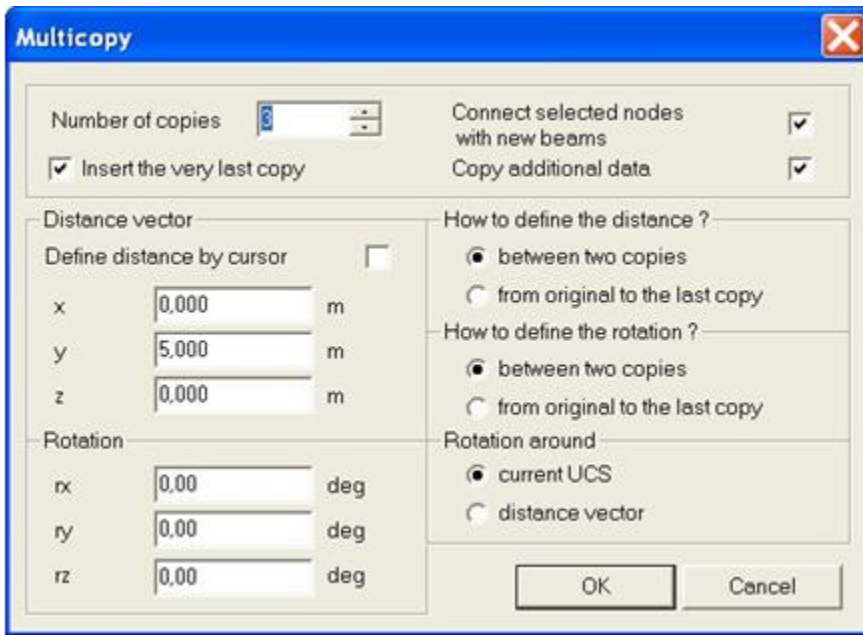 Multicopy
Number of copies 3
Connect selected nodes
with new beams
Insert the very last copy
Copy additional data
Distance vector
Define distance by cursor
x 0,000 m
y 5,000 m
z 0,000 m
How to define the distance ?
between two copies
from original to the last copy
How to define the rotation ?
between two copies
from original to the last copy
Rotation
rx 0,00 deg
ry 0,00 deg
rz 0,00 deg
Rotation around
current UCS
distance vector
OK Cancel